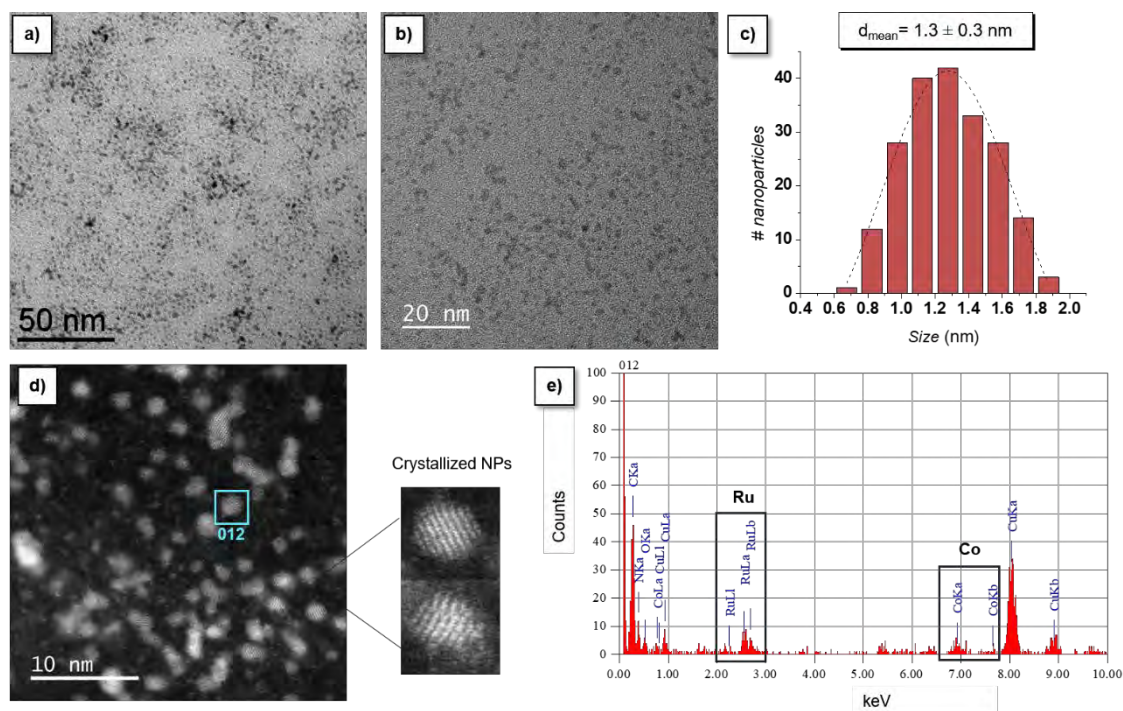 a)
50 nm
b)
20 nm
c)
dmean= 1.3 ± 0.3 nm
# nanoparticles
40
30
20
10
0
0.4 0.6 0.8 1.0 1.2 1.4 1.6 1.8 2.0
Size (nm)
d)
012
10 nm
Crystallized NPs
e)
012
Counts
100
90
80
70
60
50
40
30
20
10
0
CKa
NKa
OKa
CoLa
CuLl
CuLa
Ru
RuLl
RuLa
RuLb
Co
CoKa
CoKb
CuKa
CuKb
0.00 1.00 2.00 3.00 4.00 5.00 6.00 7.00 8.00 9.00 10.00
keV